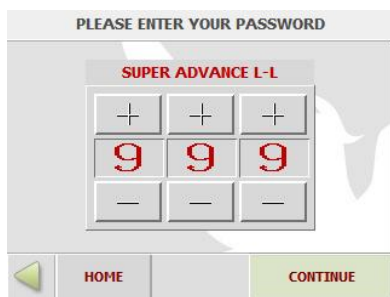 PLEASE ENTER YOUR PASSWORD
SUPER ADVANCE L-L
+ + +
9 9 9
— — —
HOME CONTINUE